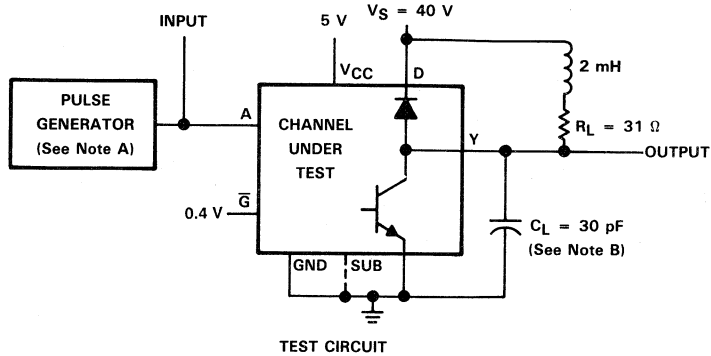 INPUT
5 V
VS = 40 V
VCC
D
2 mH
PULSE
GENERATOR
(See Note A)
A
CHANNEL
UNDER
TEST
RL = 31 Ω
Y
OUTPUT
0.4 V
G̅
CL = 30 pF
(See Note B)
GND
SUB
TEST CIRCUIT